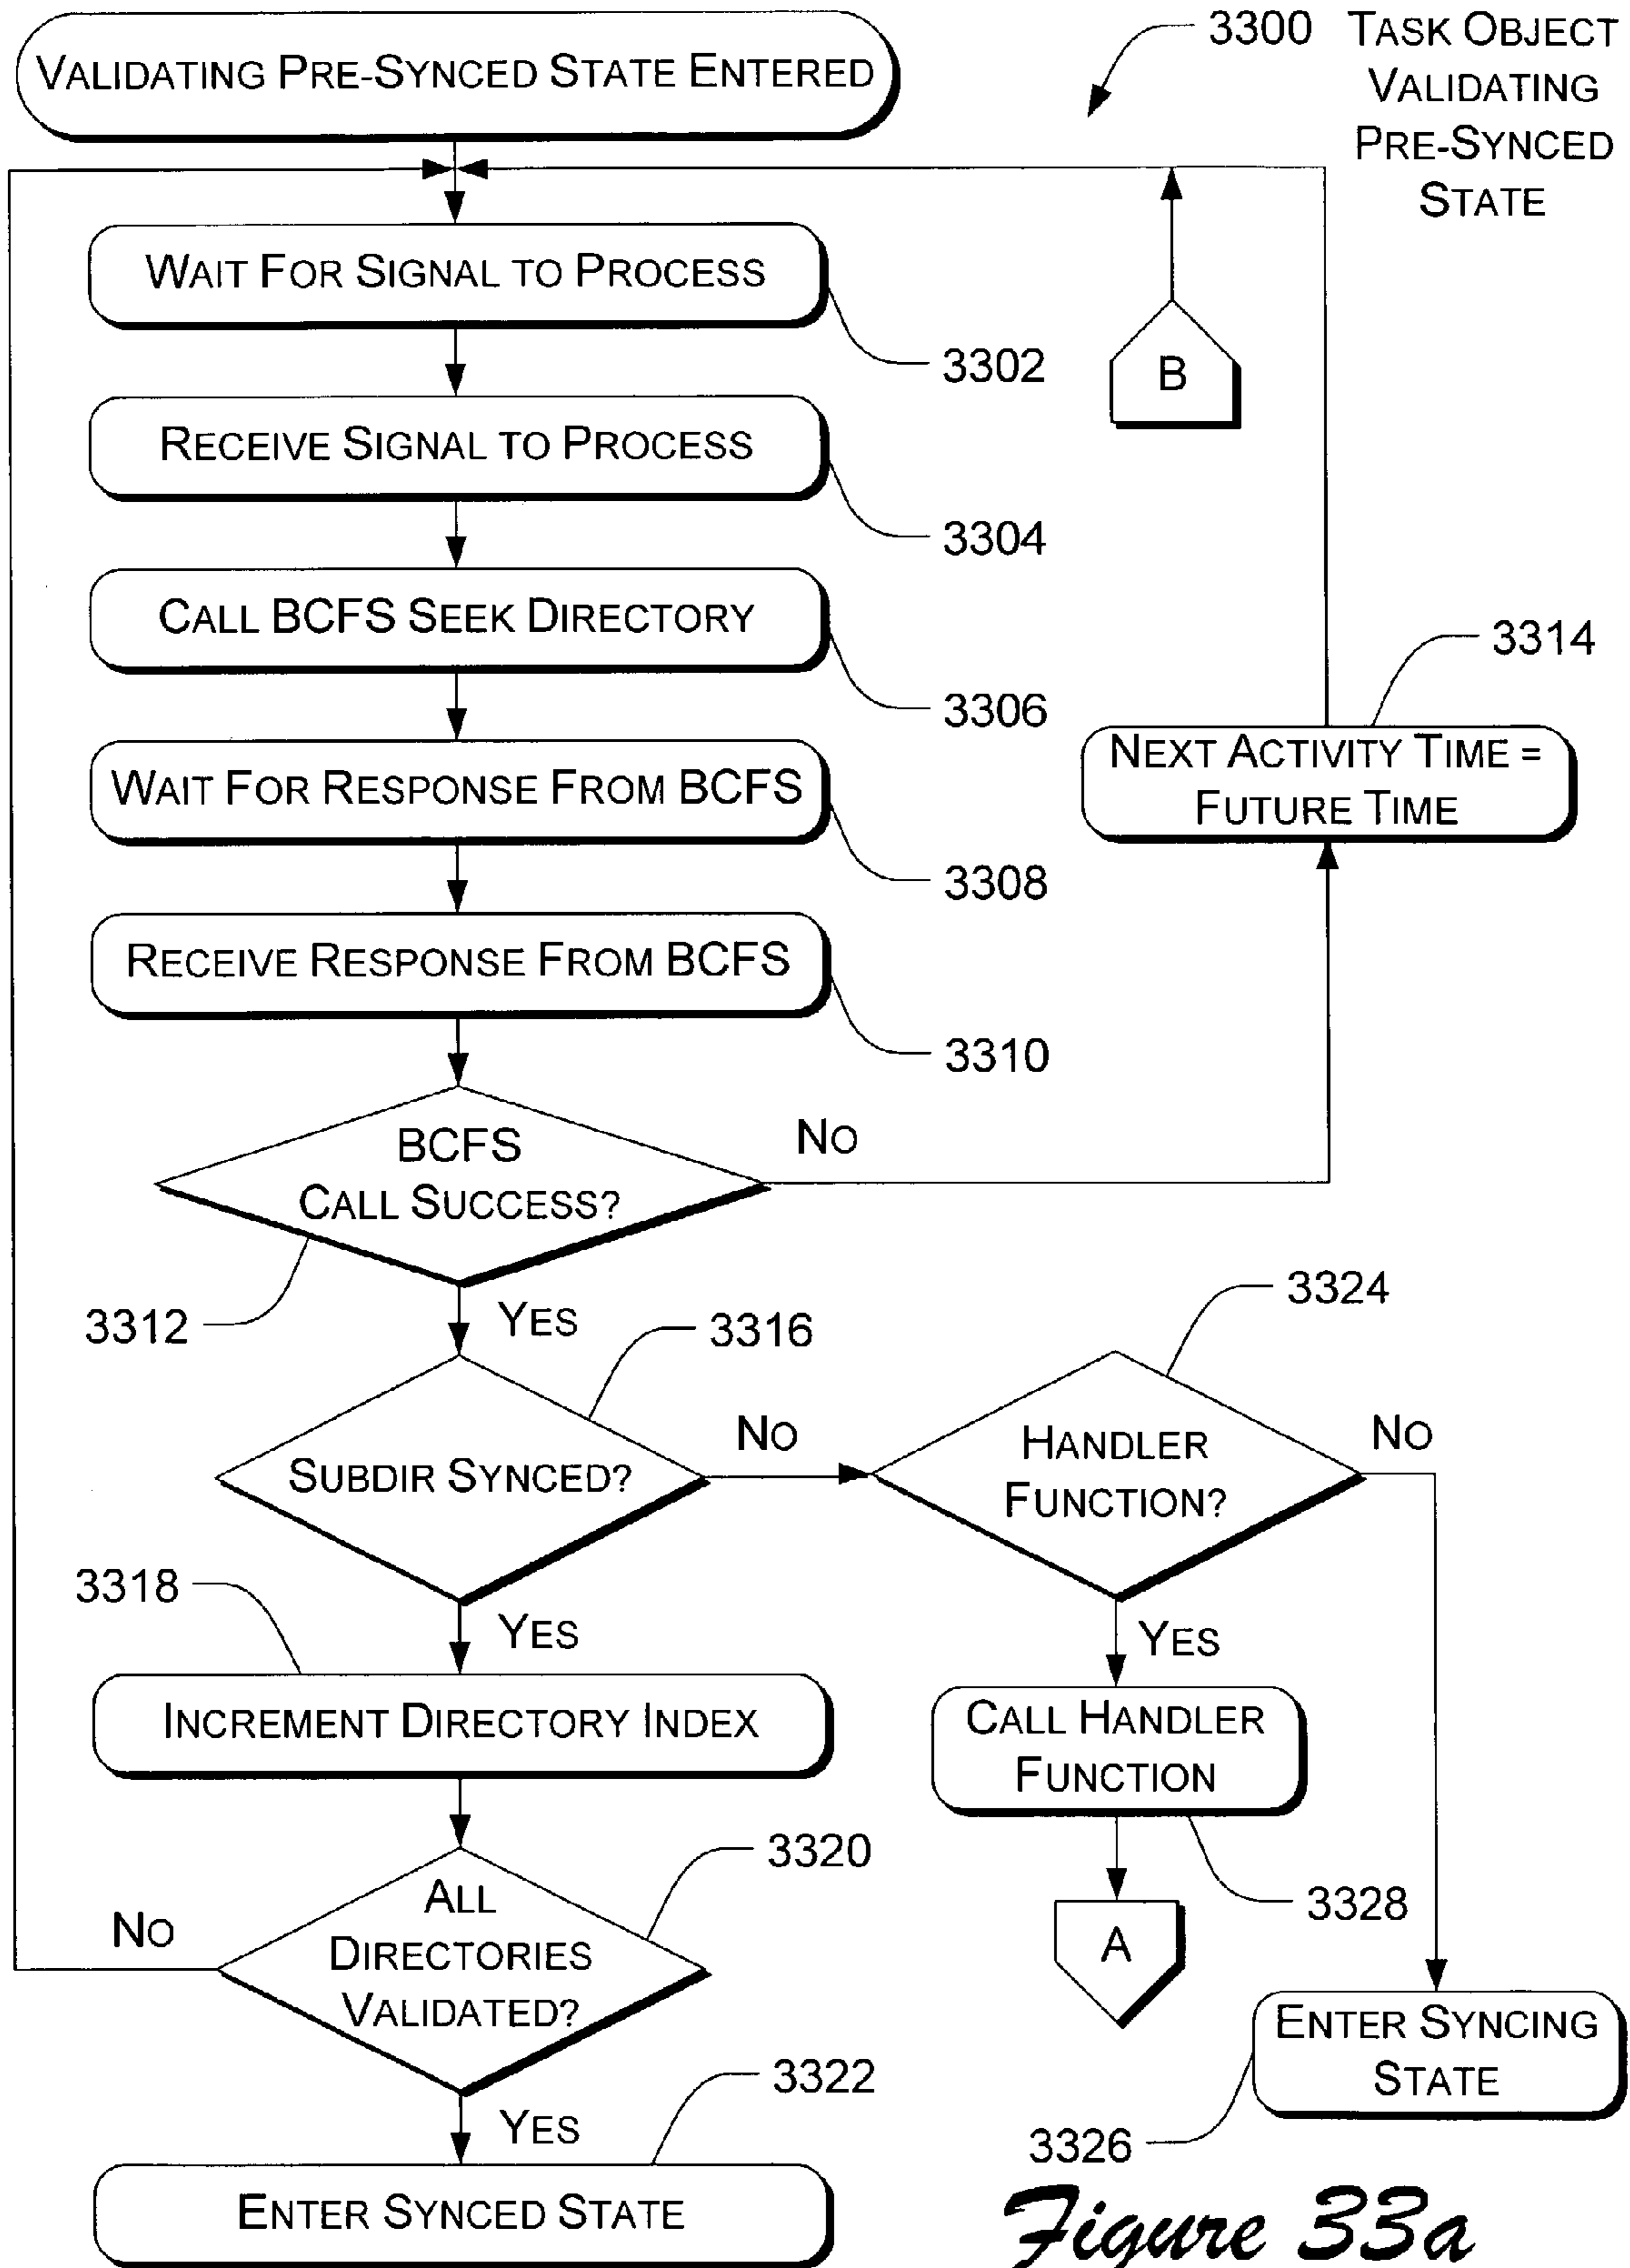 VALIDATING PRE-SYNCED STATE ENTERED
3300 TASK OBJECT
VALIDATING
PRE-SYNCED
STATE
WAIT FOR SIGNAL TO PROCESS
3302
B
RECEIVE SIGNAL TO PROCESS
3304
CALL BCFS SEEK DIRECTORY
3306
3314
NEXT ACTIVITY TIME =
FUTURE TIME
WAIT FOR RESPONSE FROM BCFS
3308
RECEIVE RESPONSE FROM BCFS
3310
BCFS
CALL SUCCESS?
NO
3312
YES
3316
3324
SUBDIR SYNCED?
NO
HANDLER
FUNCTION?
NO
3318
YES
YES
INCREMENT DIRECTORY INDEX
CALL HANDLER
FUNCTION
3320
3328
ALL
DIRECTORIES
VALIDATED?
NO
A
ENTER SYNCING
STATE
3322
3326
YES
ENTER SYNCED STATE
Figure 33a